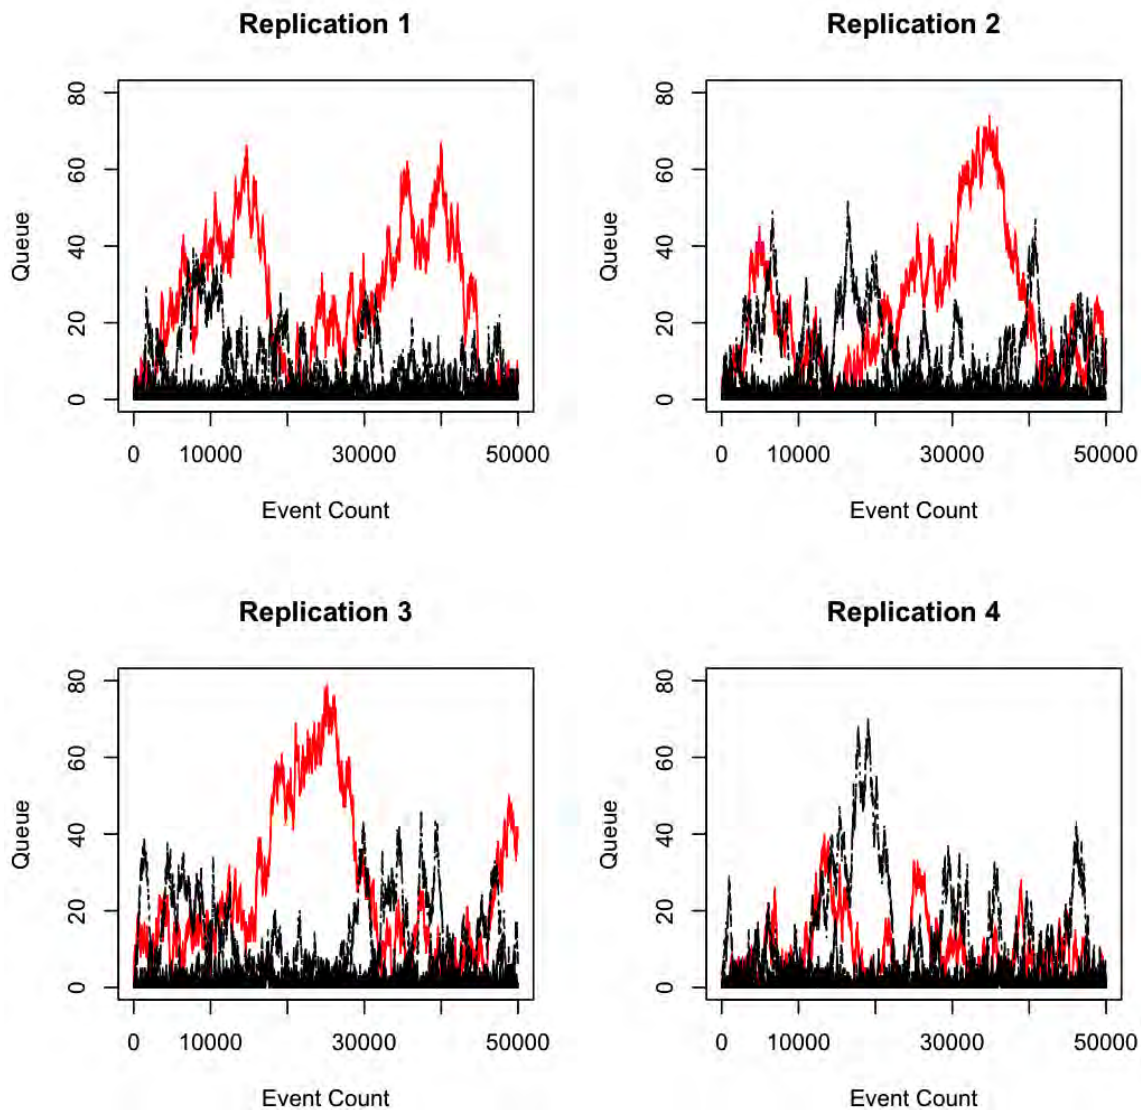 Replication 1
Replication 2
Queue
0 20 40 60 80
0 10000 30000 50000
Event Count
Queue
0 20 40 60 80
0 10000 30000 50000
Event Count
Replication 3
Replication 4
Queue
0 20 40 60 80
0 10000 30000 50000
Event Count
Queue
0 20 40 60 80
0 10000 30000 50000
Event Count